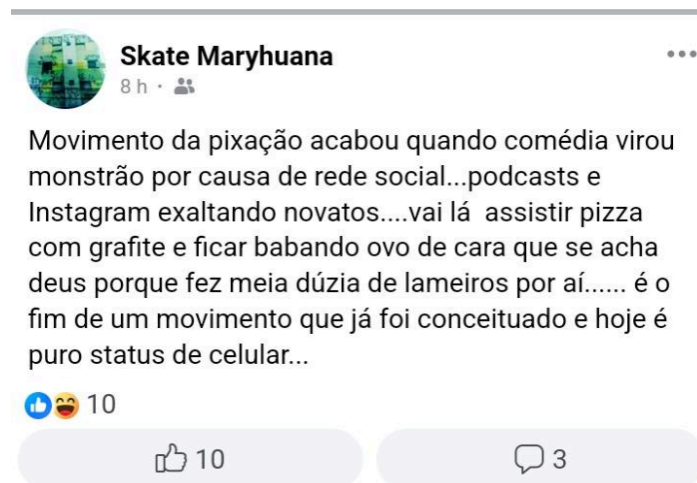 Skate Maryhuana
8 h ·
Movimento da pixação acabou quando comédia virou
monstrão por causa de rede social...podcasts e
Instagram exaltando novatos....vai lá assistir pizza
com grafite e ficar babando ovo de cara que se acha
deus porque fez meia dúzia de lameiros por aí...... é o
fim de um movimento que já foi conceituado e hoje é
puro status de celular...
10
10
3